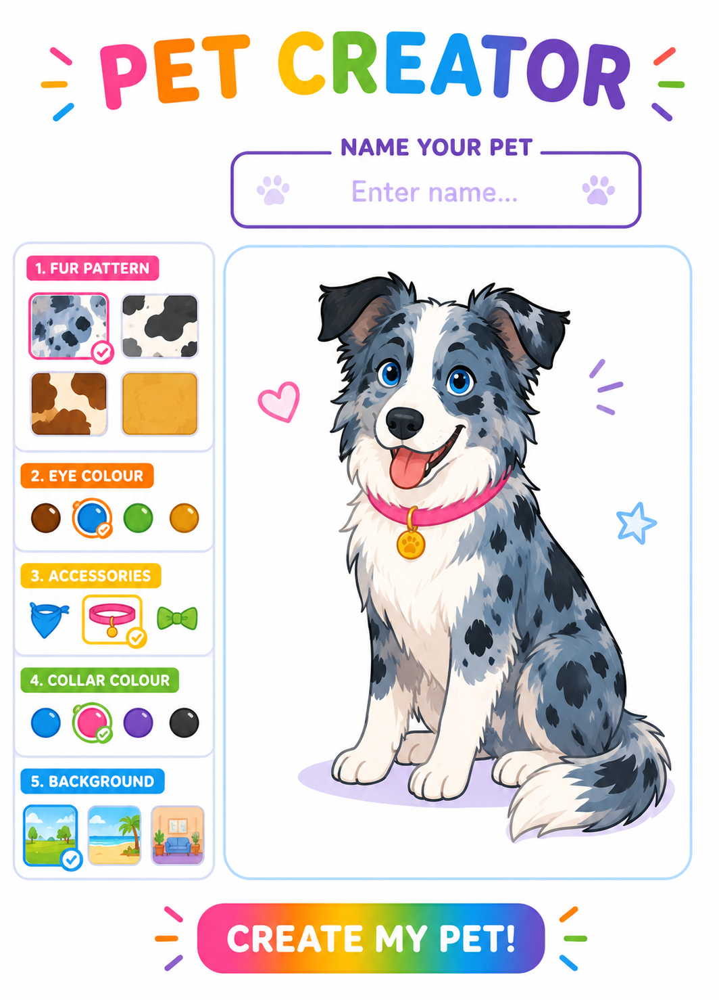 PET CREATOR
NAME YOUR PET
Enter name...
1. FUR PATTERN
2. EYE COLOUR
3. ACCESSORIES
4. COLLAR COLOUR
5. BACKGROUND
CREATE MY PET!